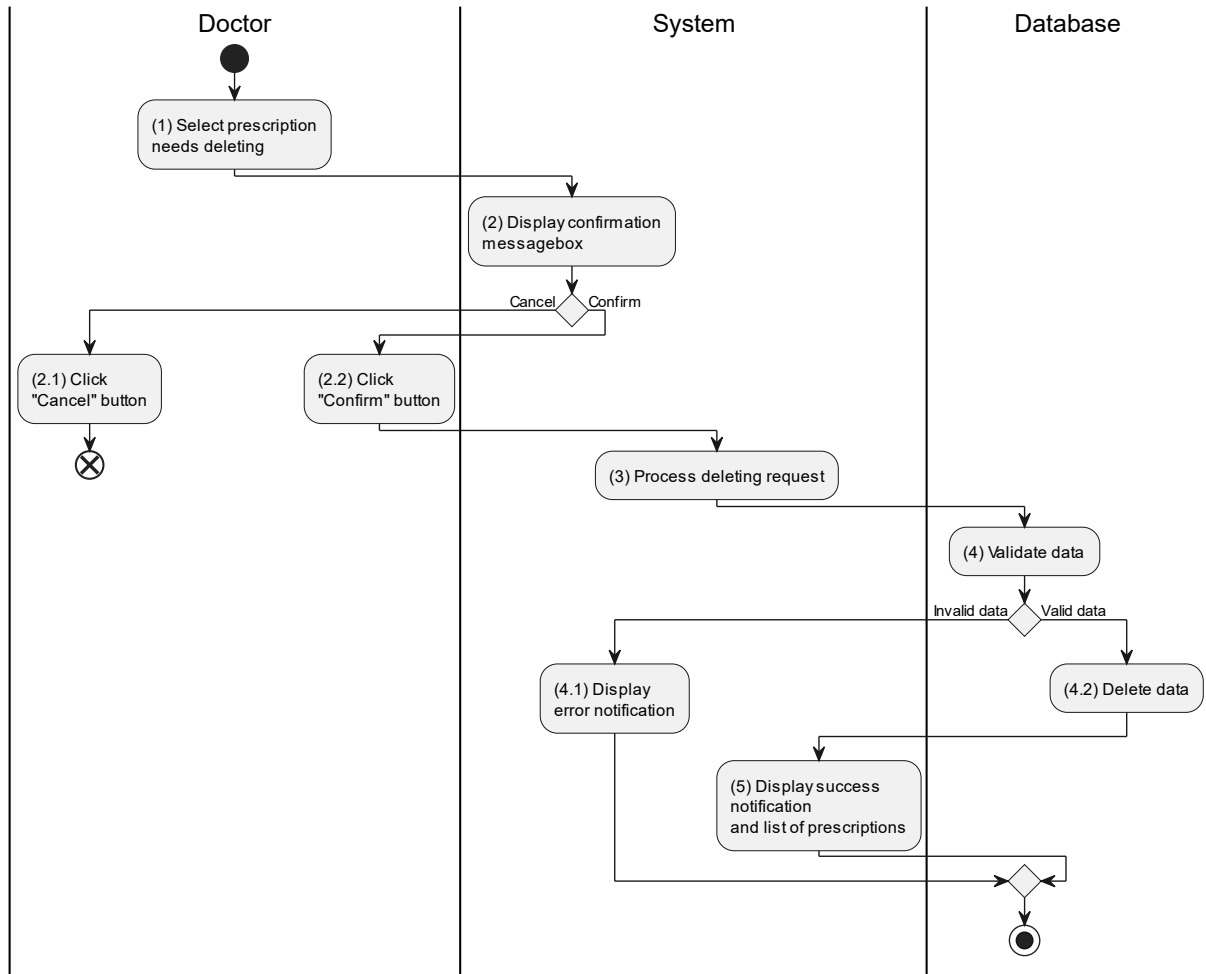 Doctor
System
Database
(1) Select prescription
needs deleting
(2) Display confirmation
messagebox
Cancel
Confirm
(2.1) Click
"Cancel" button
(2.2) Click
"Confirm" button
(3) Process deleting request
(4) Validate data
Invalid data
Valid data
(4.1) Display
error notification
(4.2) Delete data
(5) Display success
notification
and list of prescriptions